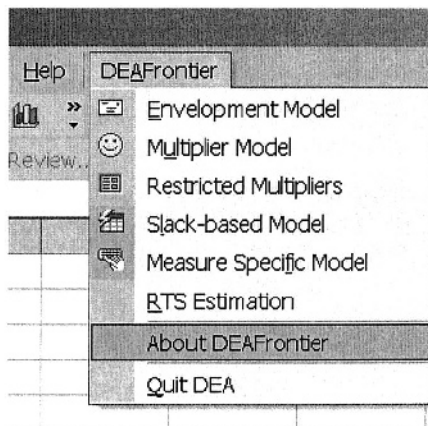 Help DEAFrontier
Envelopment Model
Multiplier Model
Review... Restricted Multipliers
Slack-based Model
Measure Specific Model
RTS Estimation
About DEAFrontier
Quit DEA